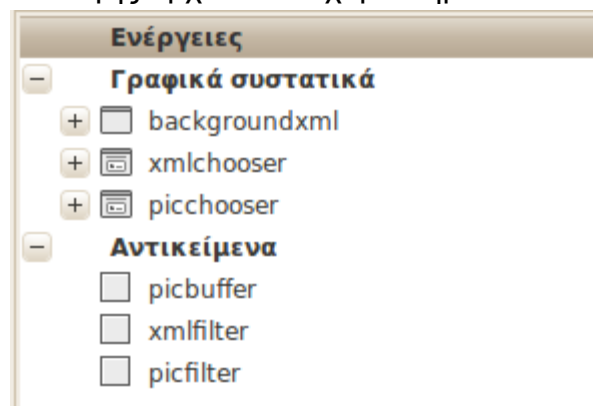 Ενέργειες
Γραφικά συστατικά
backgroundxml
xmlchooser
picchooser
Αντικείμενα
picbuffer
xmlfilter
picfilter